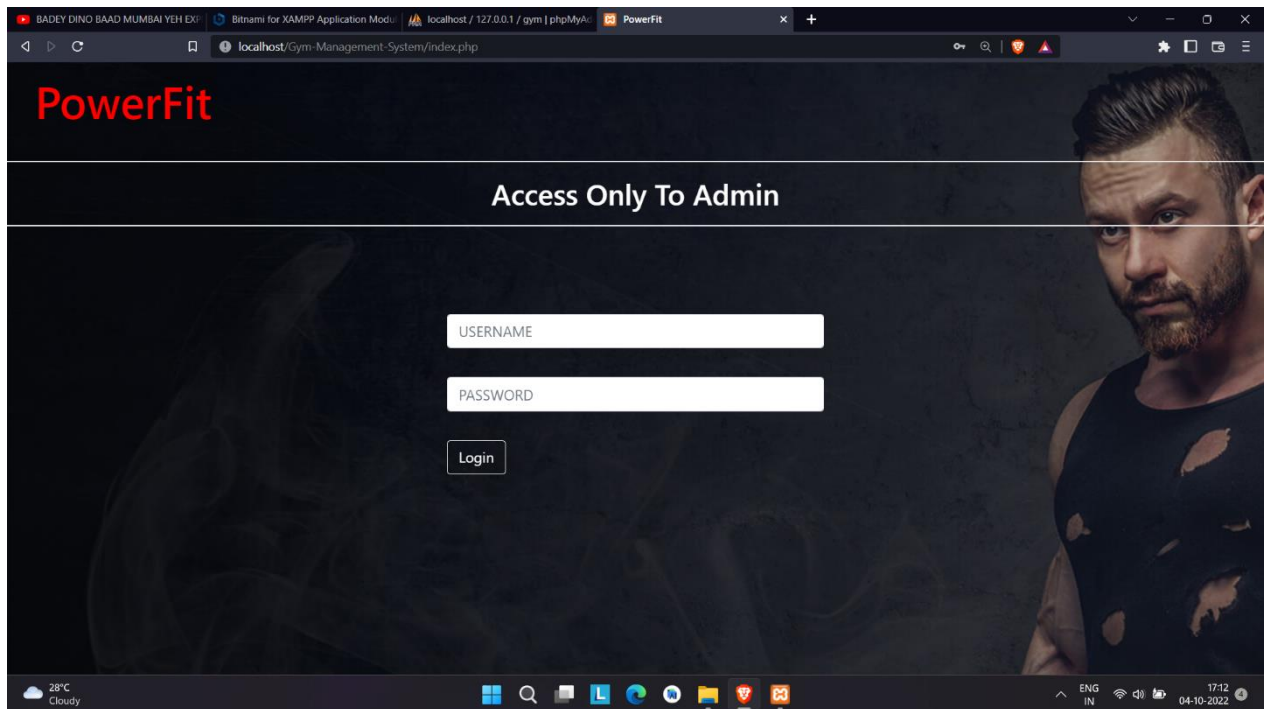 BADEY DINO BAAD MUMBAI YEH EXP
Bitnami for XAMPP Application Modu
localhost / 127.0.0.1 / gym | phpMyAd
PowerFit
localhost/Gym-Management-System/index.php
PowerFit
Access Only To Admin
USERNAME
PASSWORD
Login
28°C
Cloudy
L
ENG
IN
17:12
04-10-2022
4